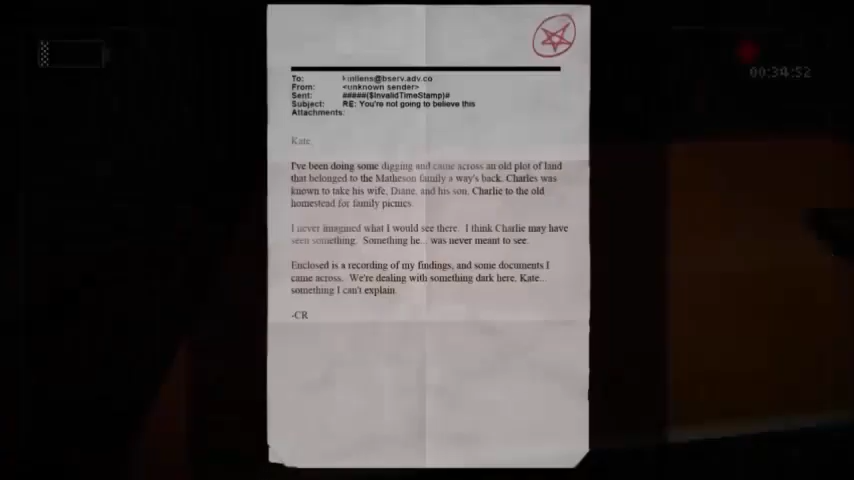 00:34:52
To: kmilens@bserv.adv.co
From: <unknown sender>
Sent: #####($InvalidTimeStamp)#
Subject: RE: You're not going to believe this
Attachments:
Kate,
I've been doing some digging and came across an old plot of land
that belonged to the Matheson family a way's back. Charles was
known to take his wife, Diane, and his son, Charlie to the old
homestead for family picnics.
I never imagined what I would see there. I think Charlie may have
seen something. Something he... was never meant to see.
Enclosed is a recording of my findings, and some documents I
came across. We're dealing with something dark here, Kate...
something I can't explain.
-CR